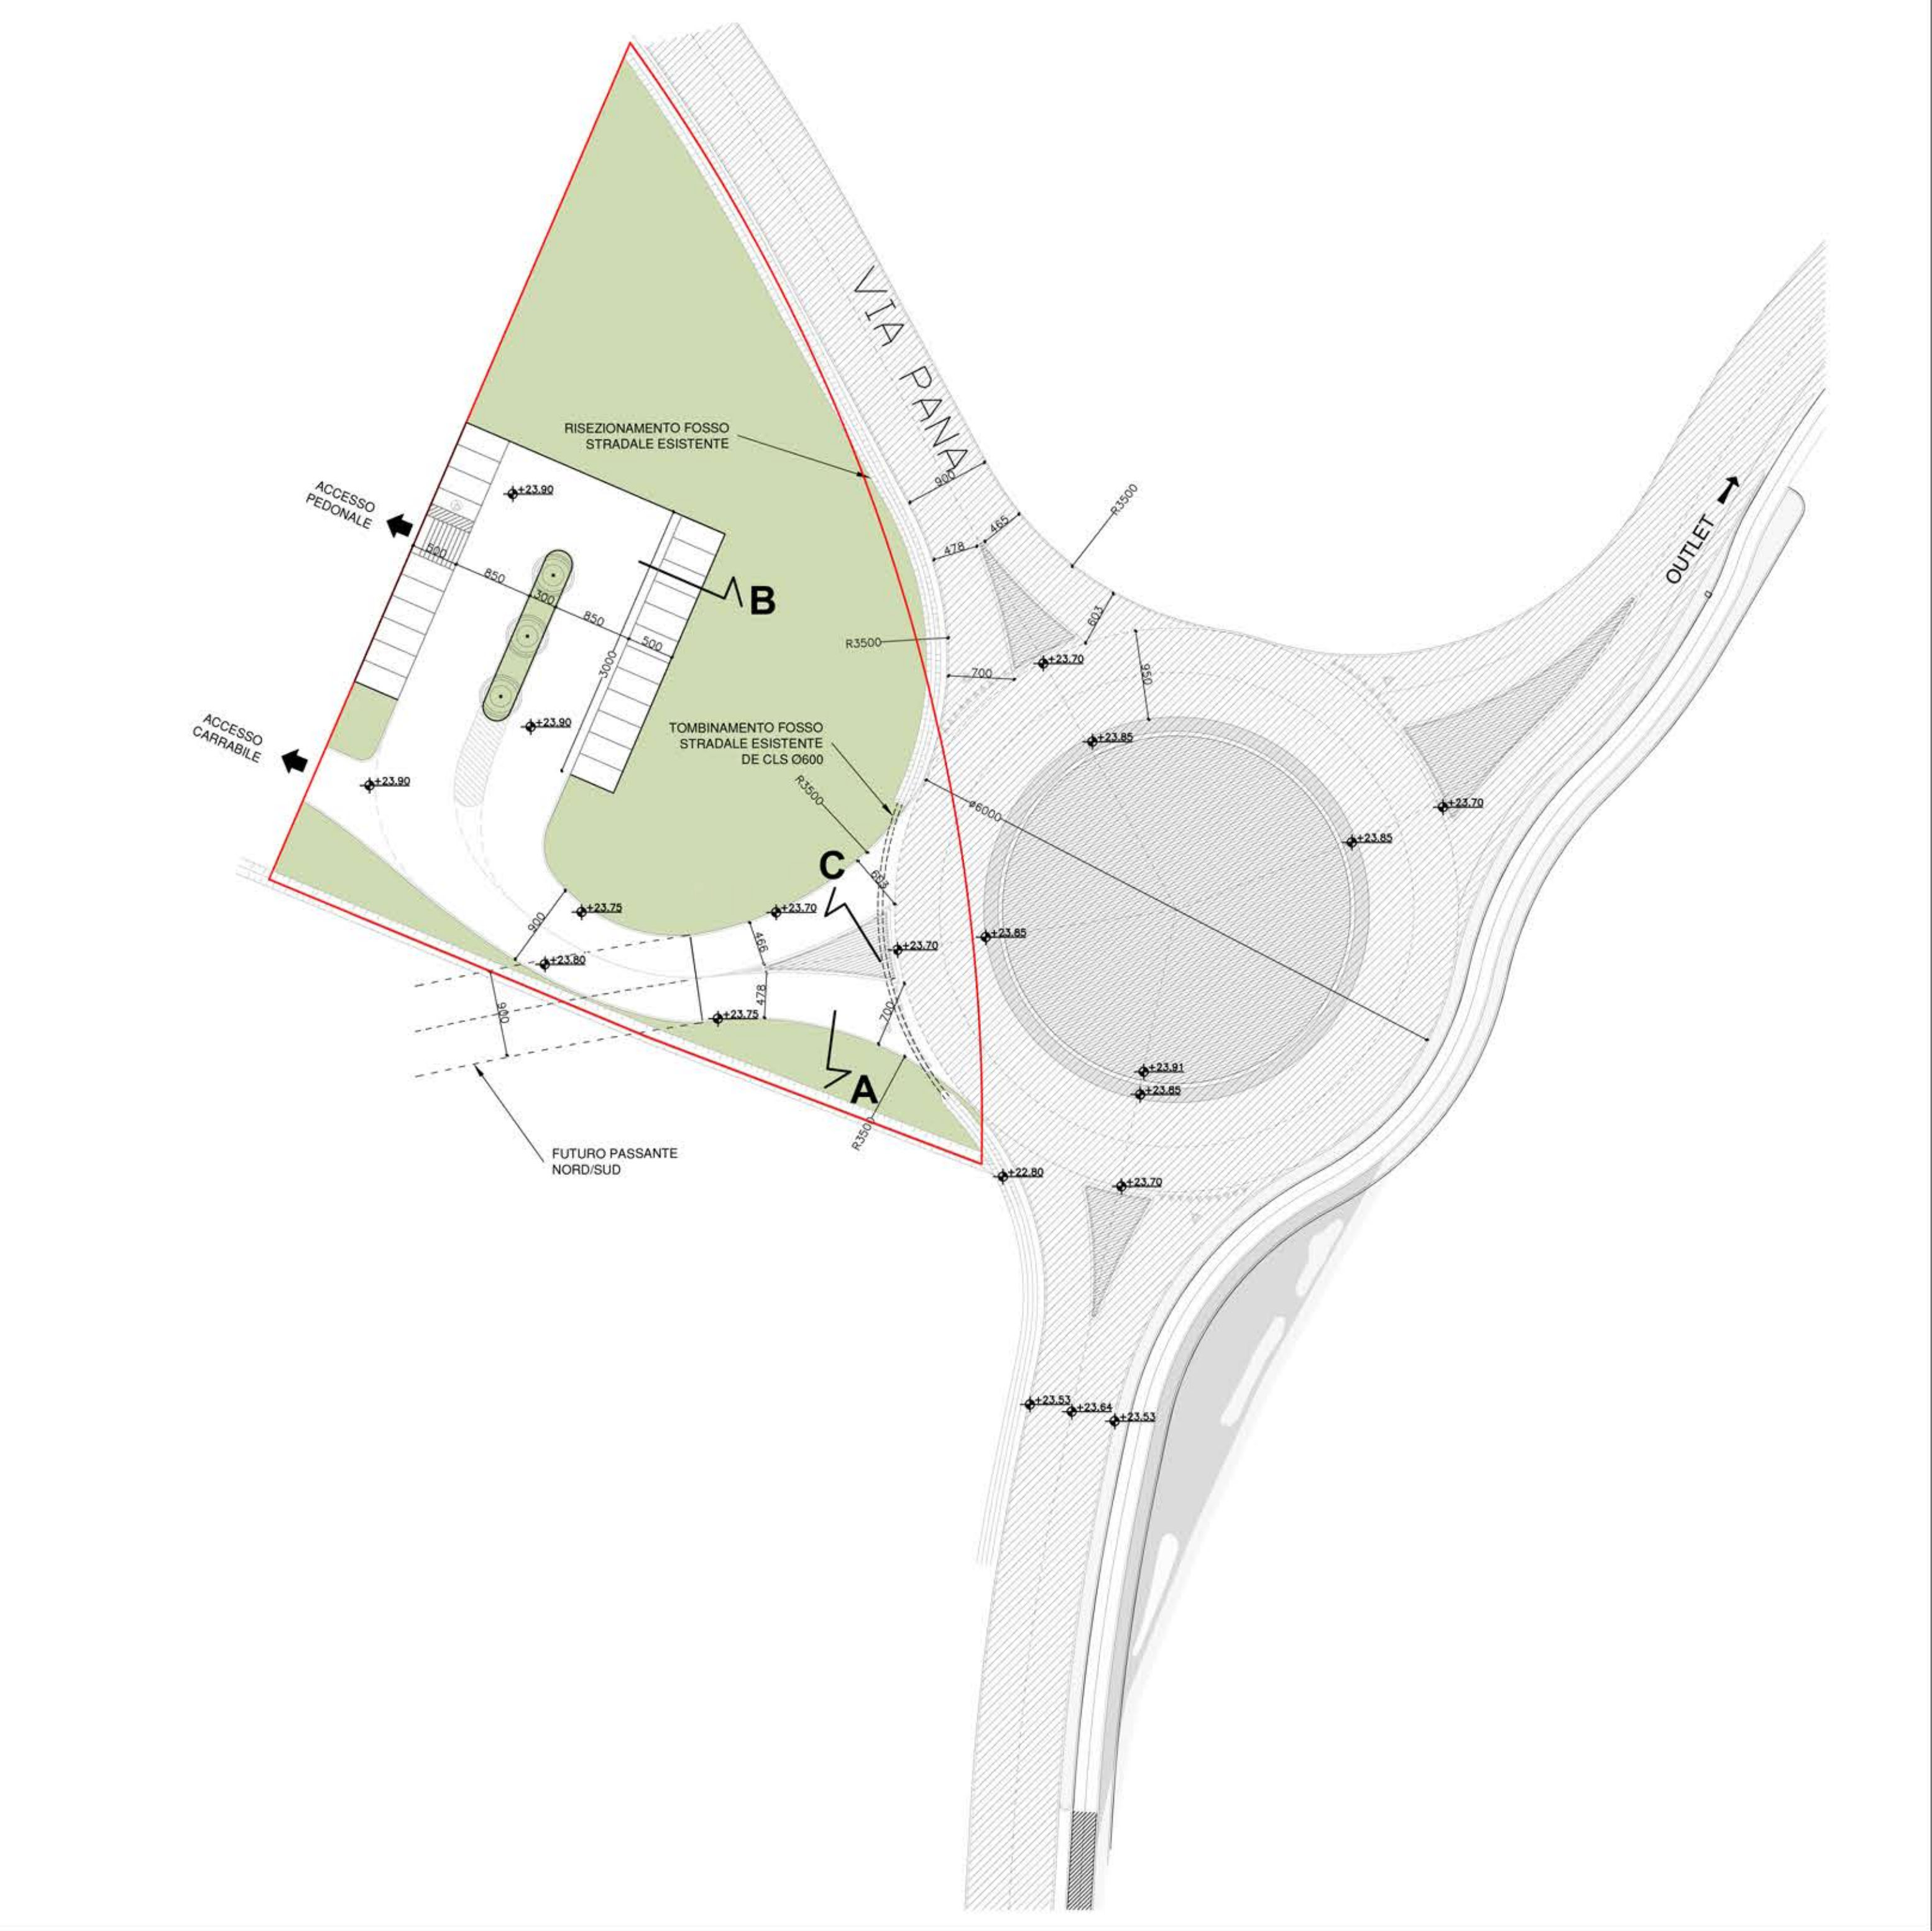 VIA PANA
RISEZIONAMENTO FOSSO
STRADALE ESISTENTE
ACCESSO
PEDONALE
+23.90
900
465
R3500
478
OUTLET
500
850
300
850
500
3000
B
603
R3500
+23.70
700
950
ACCESSO
CARRABILE
+23.90
TOMBINAMENTO FOSSO
STRADALE ESISTENTE
DE CLS Ø600
+23.85
+23.90
R3500
ø6000
+23.70
+23.85
C
603
900
+23.75
+23.70
466
+23.70
+23.85
+23.80
478
900
+23.75
700
A
+23.91
+23.85
R3500
FUTURO PASSANTE
NORD/SUD
+22.80
+23.70
+23.53
+23.64
+23.53